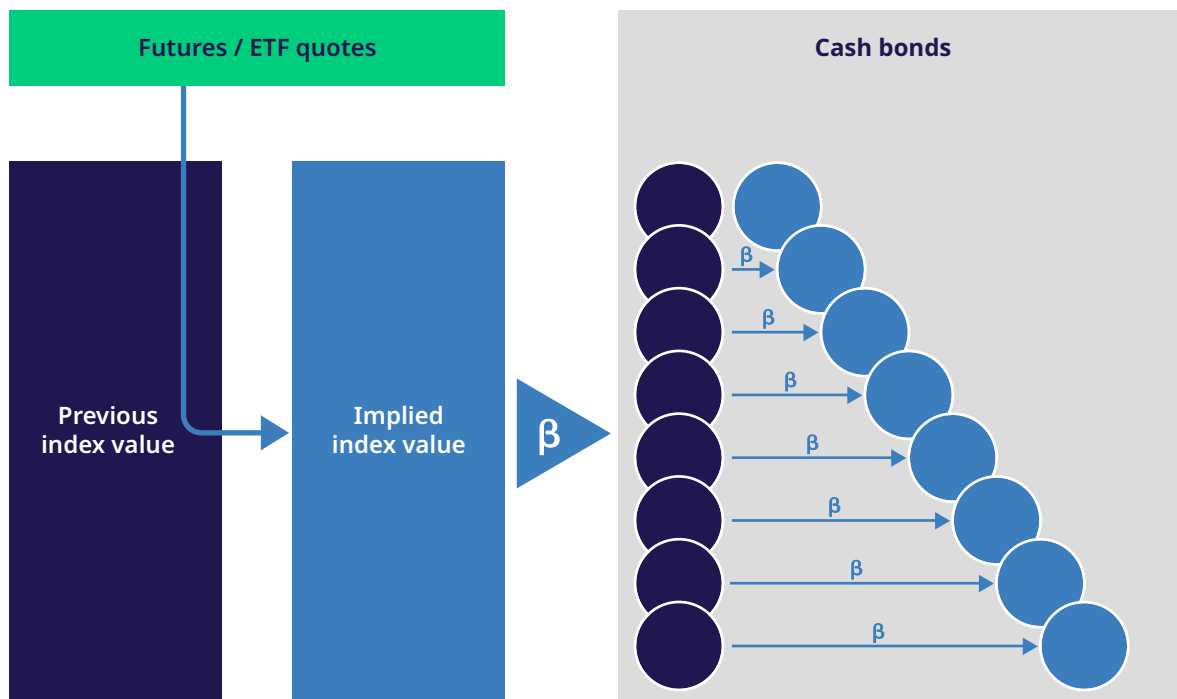 Futures / ETF quotes
Cash bonds
Previous
index value
Implied
index value
β
β
β
β
β
β
β
β